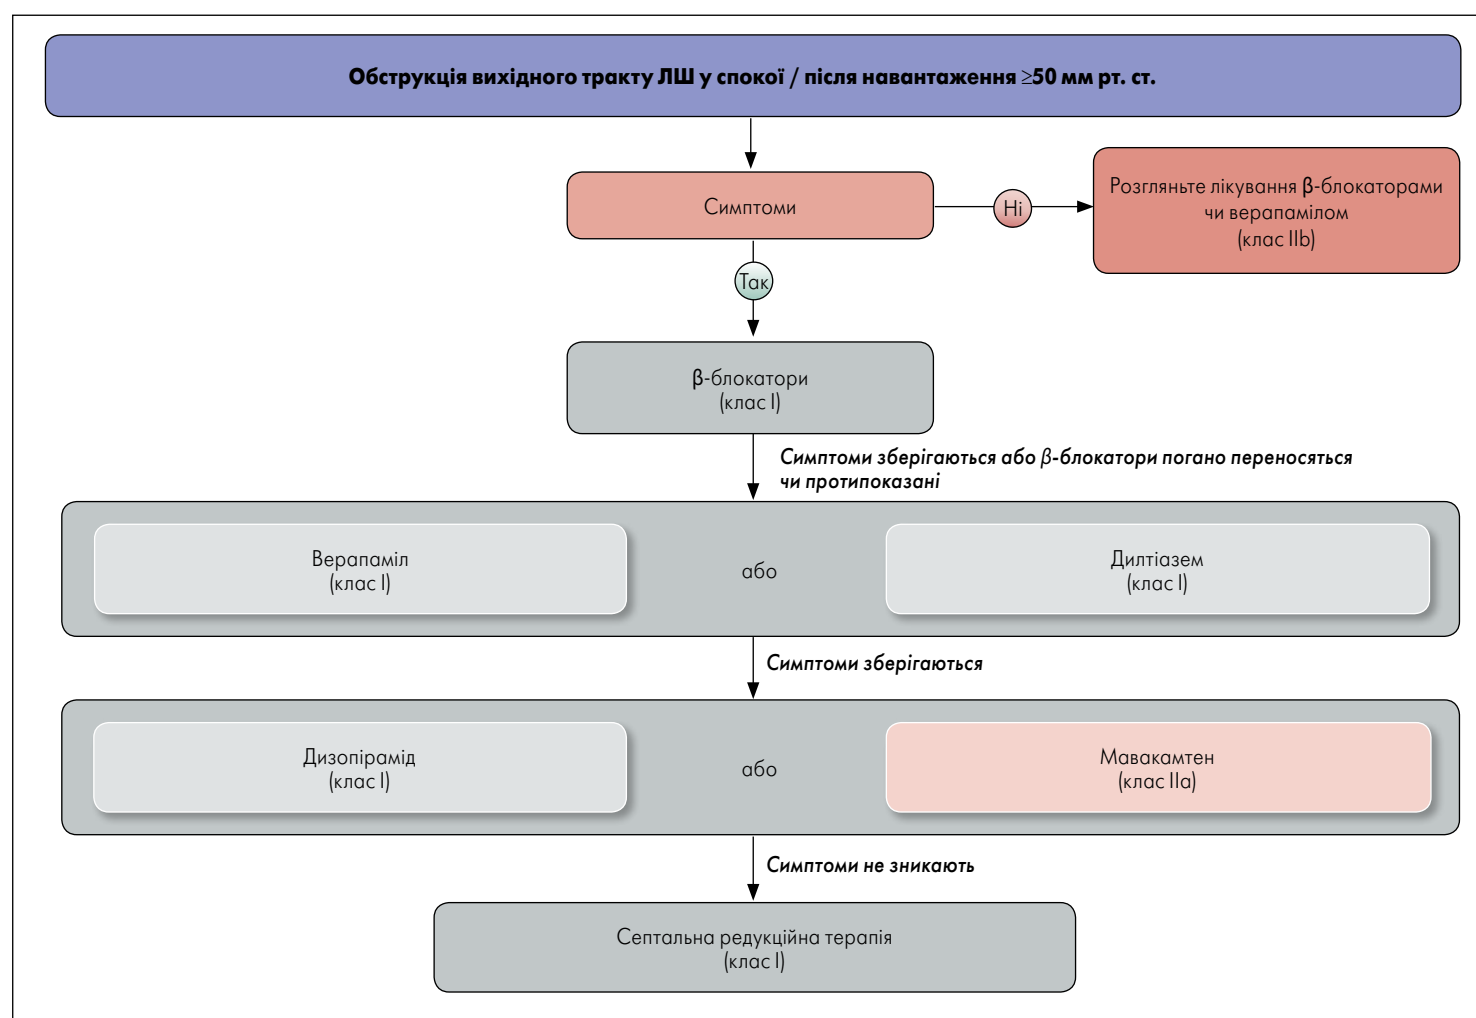 Обструкція вихідного тракту ЛШ у спокої / після навантаження ≥50 мм рт. ст.
Симптоми
Ні
Розгляньте лікування β-блокаторами
чи верапамілом
(клас IIb)
Так
β-блокатори
(клас I)
Симптоми зберігаються або β-блокатори погано переносяться
чи протипоказані
Верапаміл
(клас I)
або
Дилтіазем
(клас I)
Симптоми зберігаються
Дизопірамід
(клас I)
або
Мавакамтен
(клас IIa)
Симптоми не зникають
Септальна редукційна терапія
(клас I)